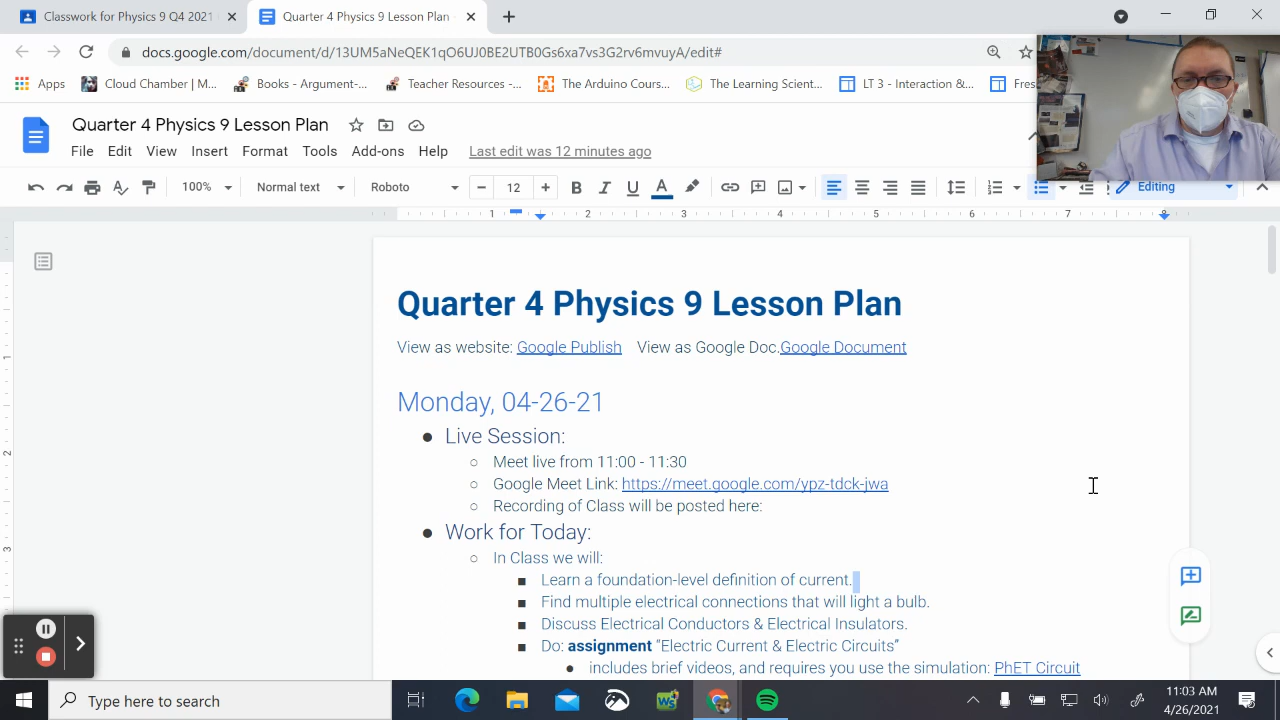 Classwork for Physics 9 Q4 2021
Quarter 4 Physics 9 Lesson Plan
Apps
Cloud Chamber | M...
Books - Argument-...
Teacher Resources -...
The Arduino Cours...
The Learning Scient...
LT 3 - Interaction &...
Quarter 4 Physics 9 Lesson Plan
File Edit View Insert Format Tools Add-ons Help Last edit was 12 minutes ago
100% Normal text Roboto 12 Editing
1 2 3 4 5 6 7 8
Quarter 4 Physics 9 Lesson Plan
View as website: Google Publish View as Google Doc.Google Document
Monday, 04-26-21
● Live Session:
○ Meet live from 11:00 - 11:30
○ Google Meet Link: https://meet.google.com/ypz-tdck-jwa
○ Recording of Class will be posted here:
● Work for Today:
○ In Class we will:
■ Learn a foundation-level definition of current.
■ Find multiple electrical connections that will light a bulb.
■ Discuss Electrical Conductors & Electrical Insulators.
■ Do: assignment “Electric Current & Electric Circuits”
● includes brief videos, and requires you use the simulation: PhET Circuit
Type here to search
11:03 AM
4/26/2021